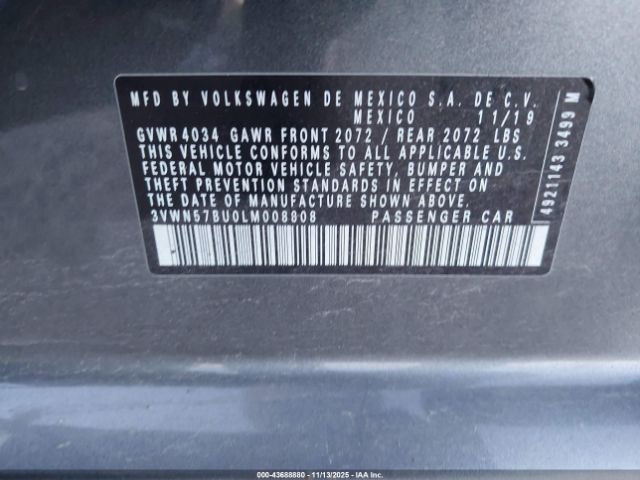 MFD BY VOLKSWAGEN DE MEXICO S.A. DE C.V.
MEXICO 11/19
GVWR 4034 GAWR FRONT 2072 / REAR 2072 LBS
THIS VEHICLE CONFORMS TO ALL APPLICABLE U.S.
FEDERAL MOTOR VEHICLE SAFETY, BUMPER AND
THEFT PREVENTION STANDARDS IN EFFECT ON
THE DATE OF MANUFACTURE SHOWN ABOVE.
3VWN57BU0LM008808 PASSENGER CAR
4921143 3499 M
000-43688880 - 11/13/2025 - IAA, Inc.